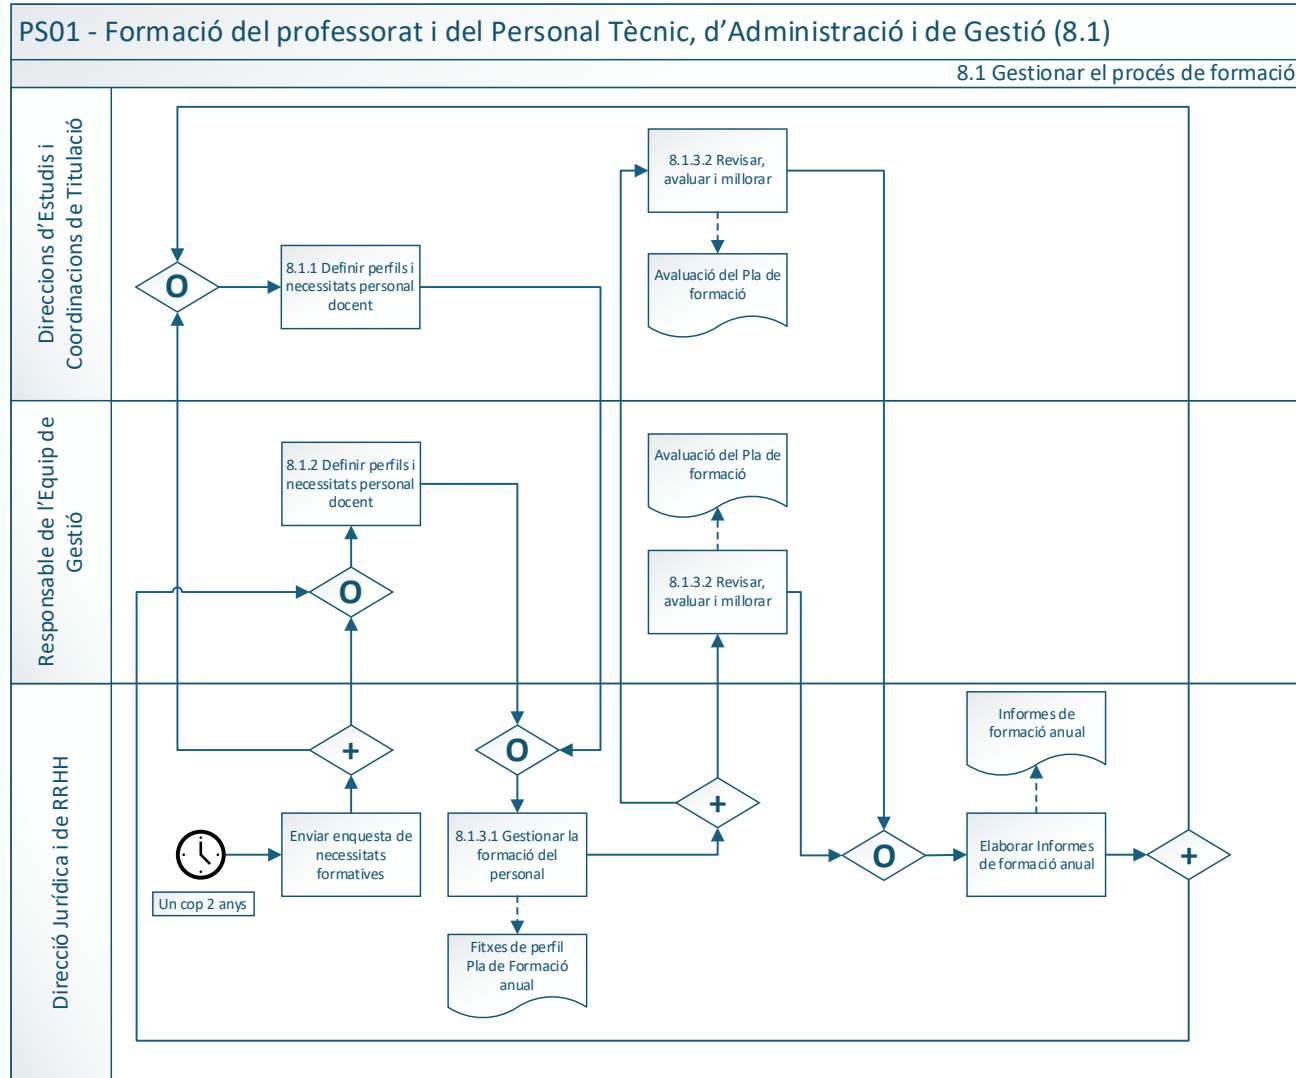 PS01 - Formació del professorat i del Personal Tècnic, d'Administració i de Gestió (8.1)
8.1 Gestionar el procés de formació
Direccions d'Estudis i
Coordinacions de Titulació
8.1.3.2 Revisar,
avaluar i millorar
O
8.1.1 Definir perfils i
necessitats personal
docent
Avaluació del Pla de
formació
Responsable de l'Equip de
Gestió
8.1.2 Definir perfils i
necessitats personal
docent
Avaluació del Pla de
formació
O
8.1.3.2 Revisar,
avaluar i millorar
Direcció Jurídica i de RRHH
Informes de
formació anual
+
O
+
Enviar enquesta de
necessitats
formatives
8.1.3.1 Gestionar la
formació del
personal
O
Elaborar Informes
de formació anual
+
Un cop 2 anys
Fitxes de perfil
Pla de Formació
anual